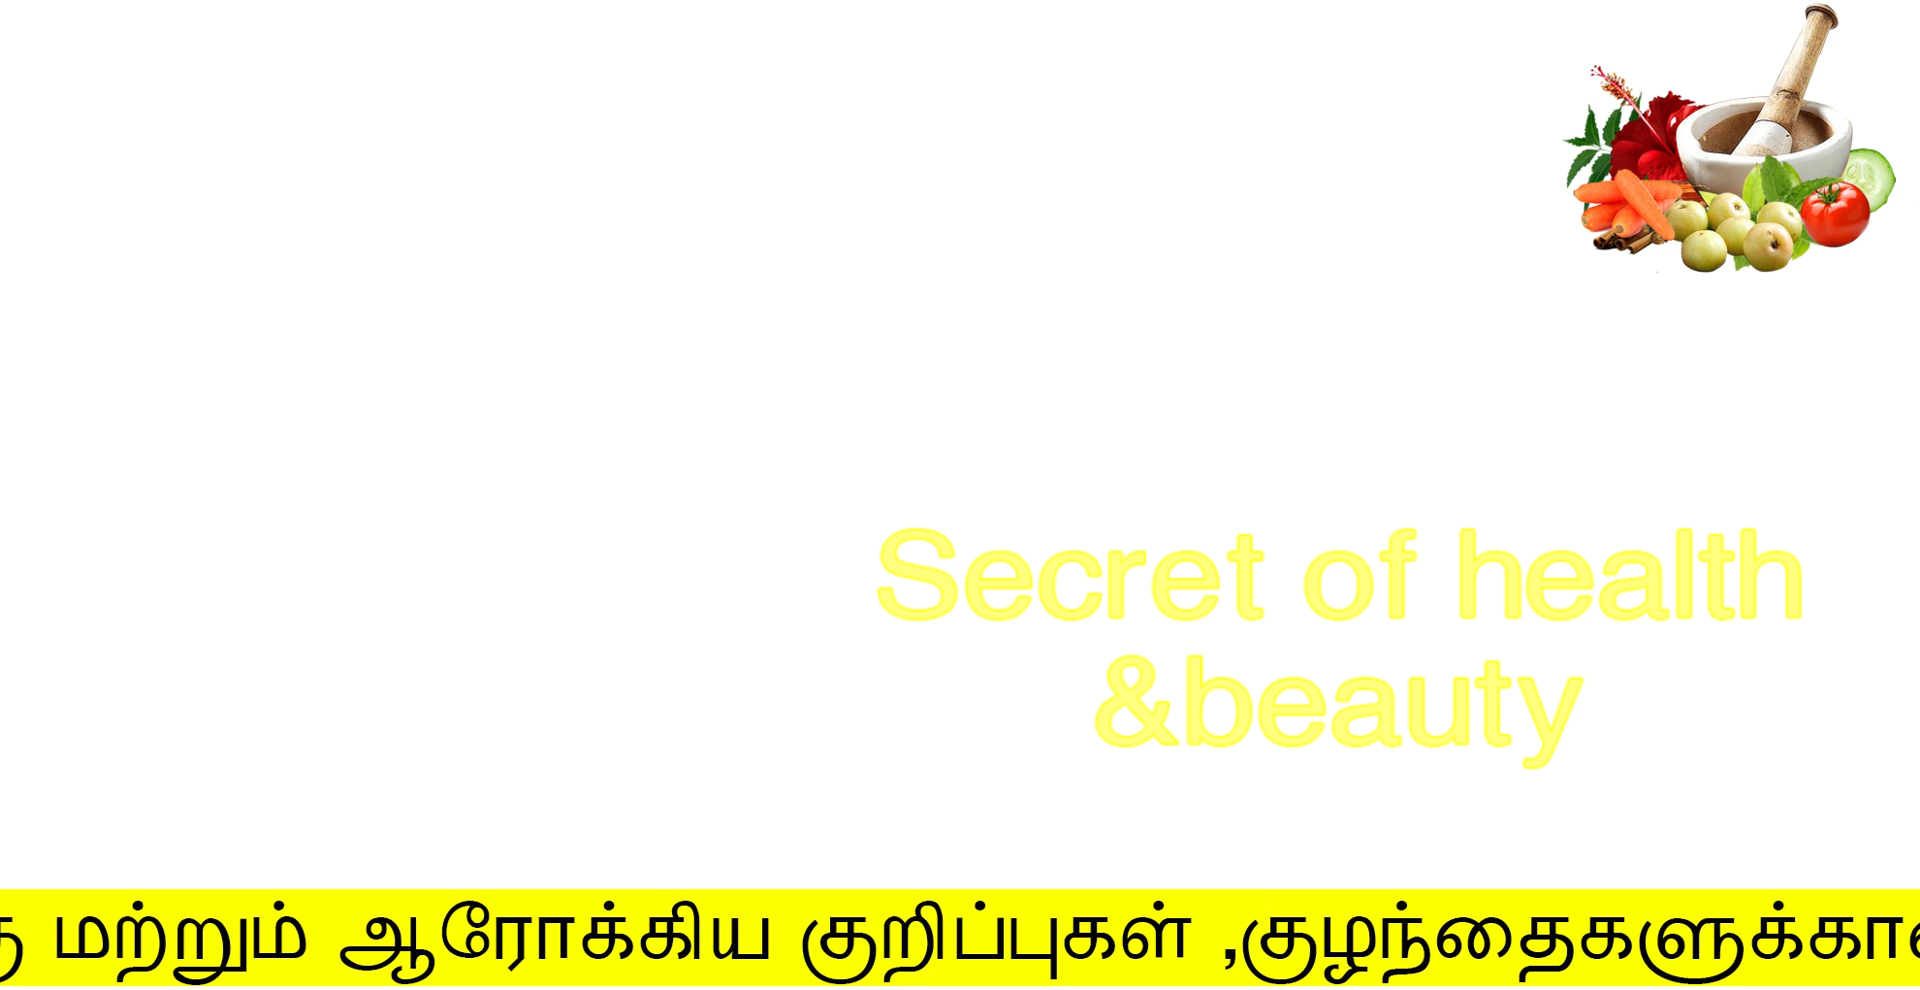 Secret of health
&beauty
மற்றும் ஆரோக்கிய குறிப்புகள் ,குழந்தைகளுக்கா